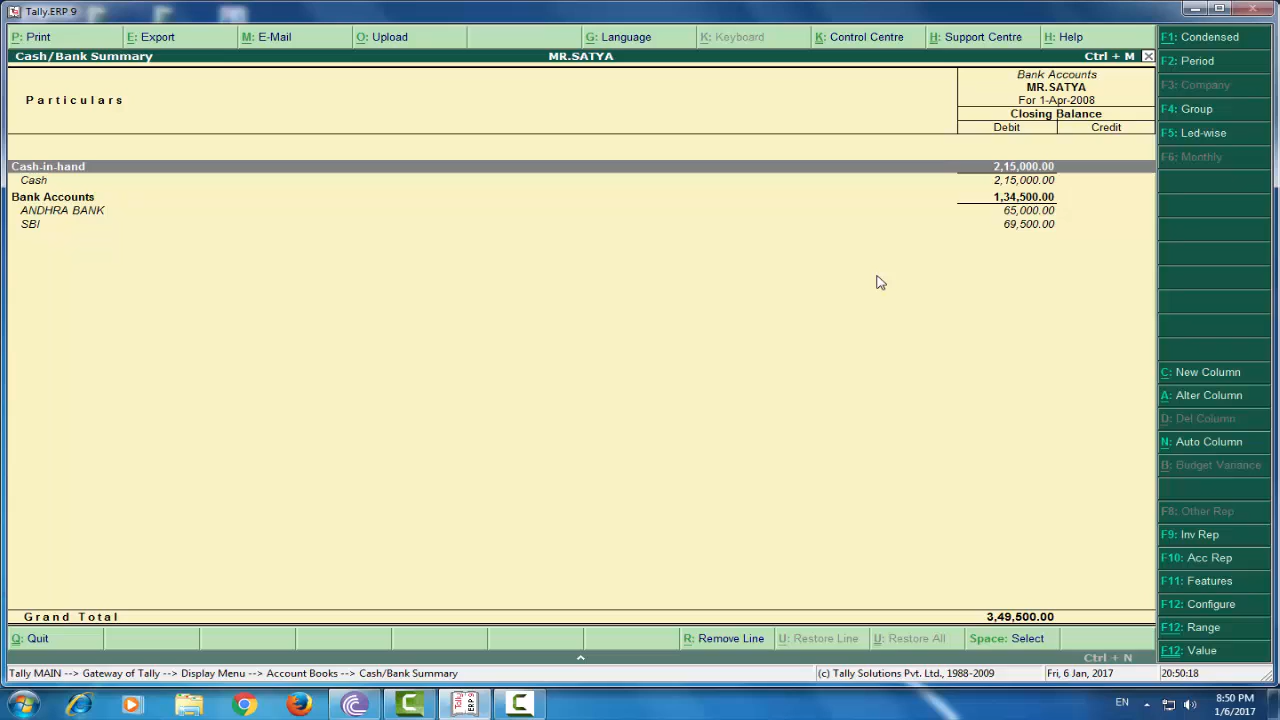 Tally.ERP 9
P: Print E: Export M: E-Mail O: Upload G: Language K: Keyboard K: Control Centre H: Support Centre H: Help
Cash/Bank Summary MR.SATYA Ctrl + M
Particulars
Bank Accounts
MR.SATYA
For 1-Apr-2008
Closing Balance
Debit Credit
Cash-in-hand 2,15,000.00
Cash 2,15,000.00
Bank Accounts 1,34,500.00
ANDHRA BANK 65,000.00
SBI 69,500.00
Grand Total 3,49,500.00
Q: Quit R: Remove Line U: Restore Line U: Restore All Space: Select
Ctrl + N
Tally MAIN --> Gateway of Tally --> Display Menu --> Account Books --> Cash/Bank Summary (c) Tally Solutions Pvt. Ltd., 1988-2009 Fri, 6 Jan, 2017 20:50:18
F1: Condensed
F2: Period
F3: Company
F4: Group
F5: Led-wise
F6: Monthly
C: New Column
A: Alter Column
D: Del Column
N: Auto Column
B: Budget Variance
F8: Other Rep
F9: Inv Rep
F10: Acc Rep
F11: Features
F12: Configure
F12: Range
F12: Value
EN
8:50 PM
1/6/2017